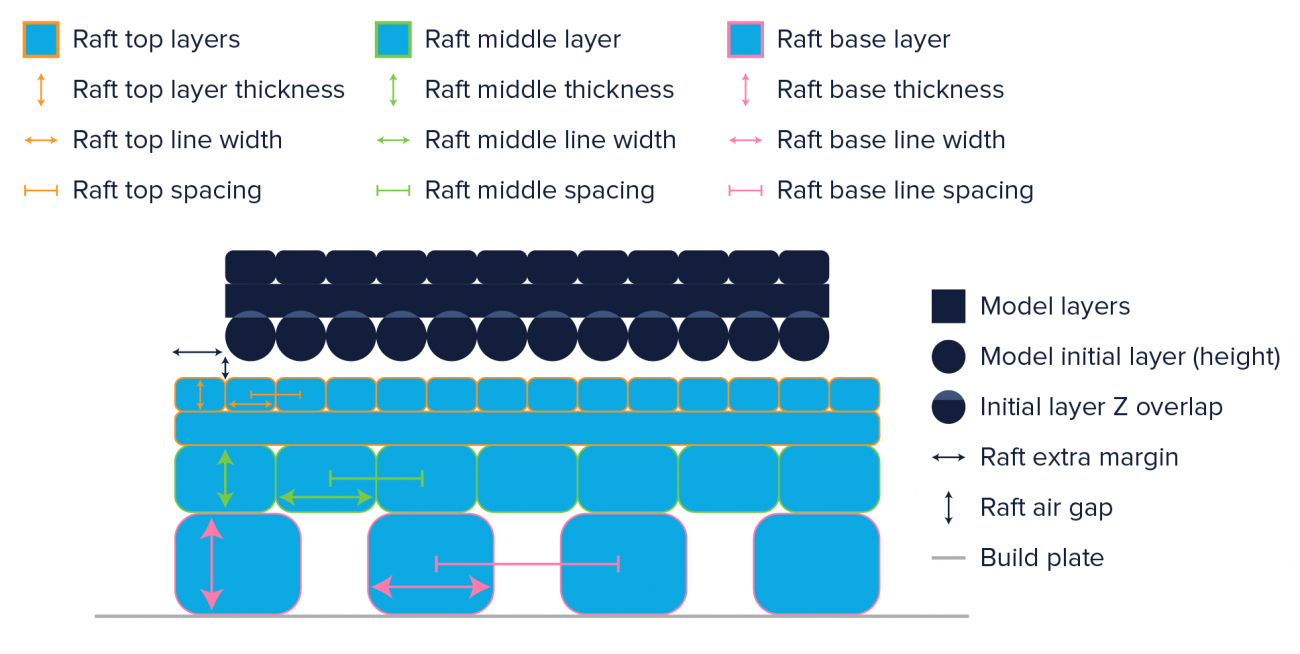 Raft top layers
Raft middle layer
Raft base layer
Raft top layer thickness
Raft middle thickness
Raft base thickness
Raft top line width
Raft middle line width
Raft base line width
Raft top spacing
Raft middle spacing
Raft base line spacing
Model layers
Model initial layer (height)
Initial layer Z overlap
Raft extra margin
Raft air gap
Build plate